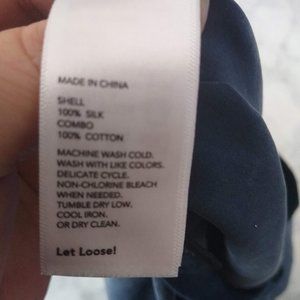 MADE IN CHINA
SHELL
100% SILK
COMBO
100% COTTON
MACHINE WASH COLD.
WASH WITH LIKE COLORS.
DELICATE CYCLE.
NON-CHLORINE BLEACH
WHEN NEEDED.
TUMBLE DRY LOW.
COOL IRON.
OR DRY CLEAN.
Let Loose!